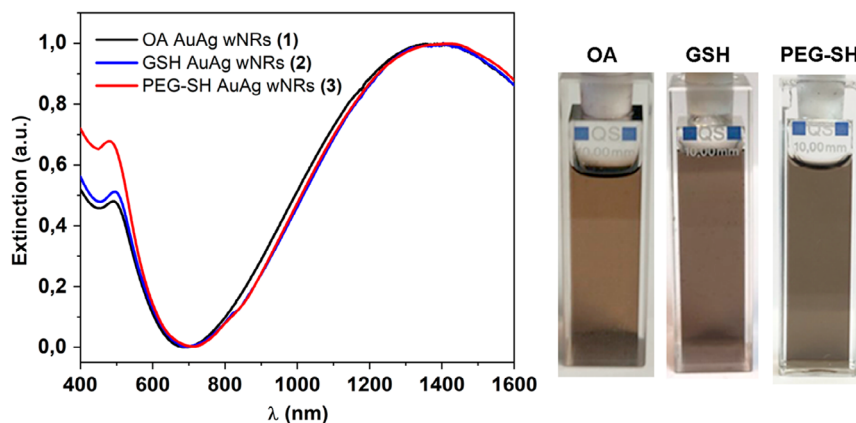 OA AuAg wNRs (1)
GSH AuAg wNRs (2)
PEG-SH AuAg wNRs (3)
Extinction (a.u.)
1,0
0,8
0,6
0,4
0,2
0,0
400 600 800 1000 1200 1400 1600
λ (nm)
OA GSH PEG-SH
QS
10,00mm
QS
10,00mm
QS
10,00mm